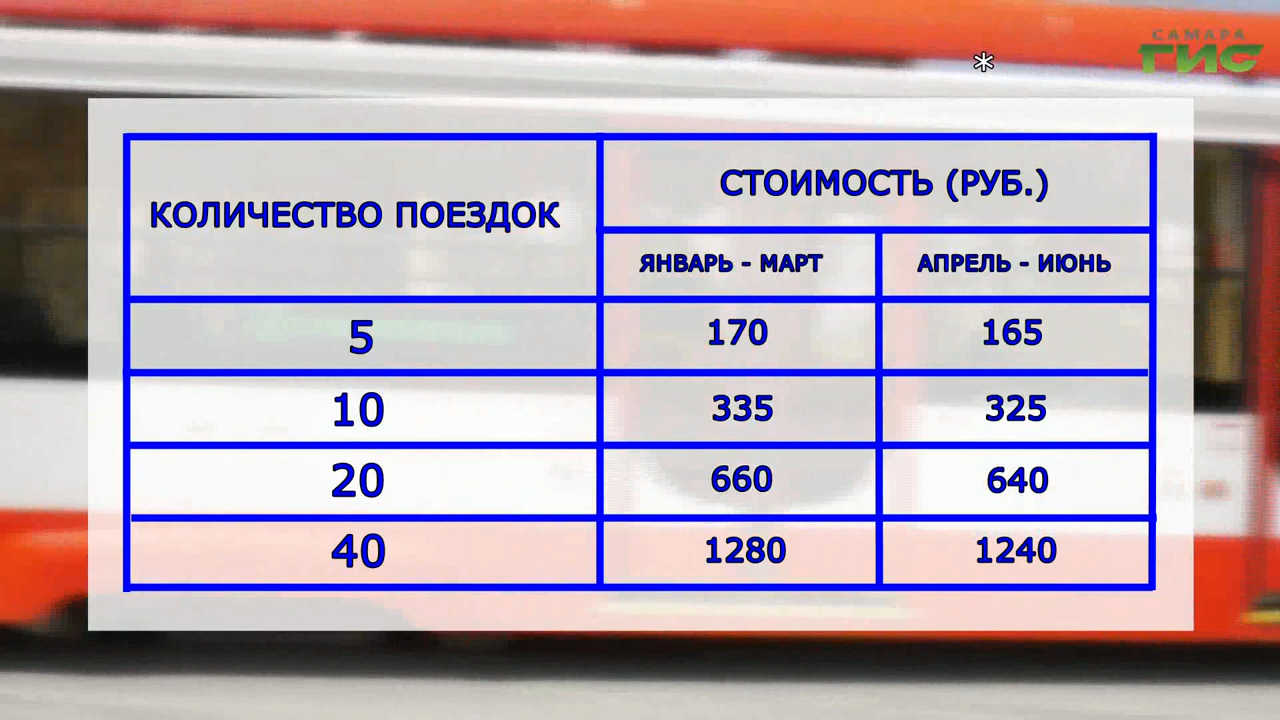 САМАРА
ГИС
*
КОЛИЧЕСТВО ПОЕЗДОК
СТОИМОСТЬ (РУБ.)
ЯНВАРЬ - МАРТ
АПРЕЛЬ - ИЮНЬ
5 170 165
10 335 325
20 660 640
40 1280 1240